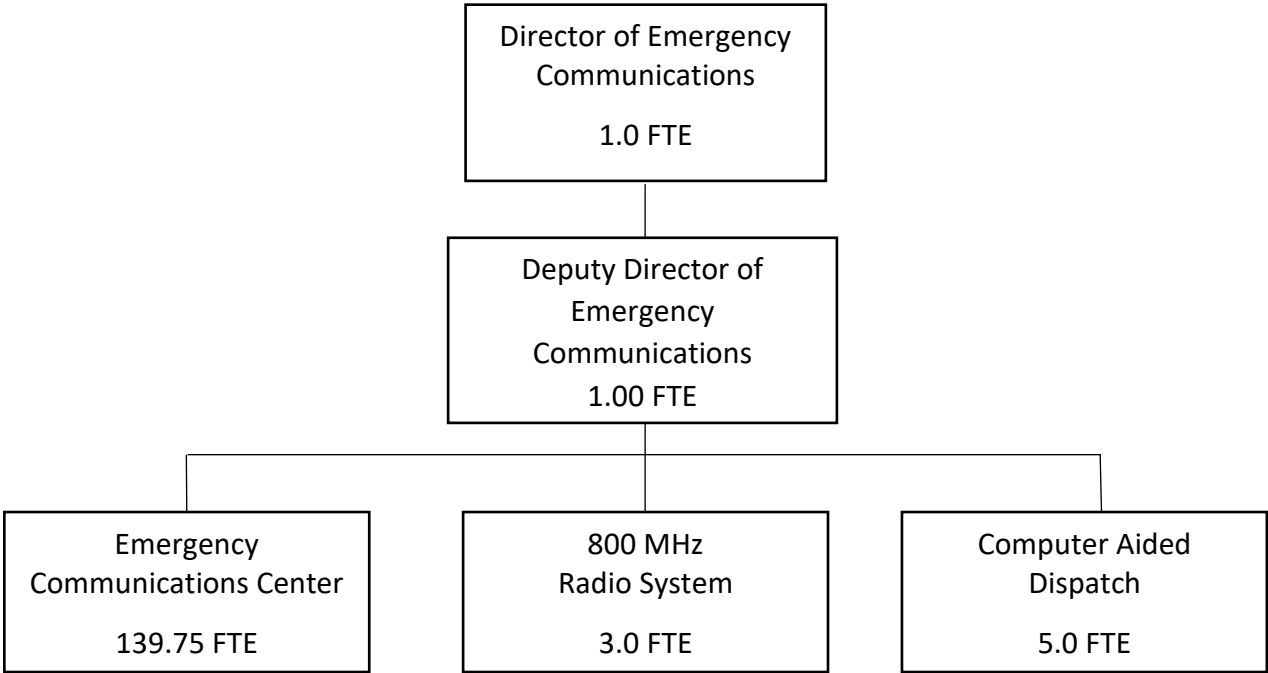 Director of Emergency
Communications
1.0 FTE
Deputy Director of
Emergency
Communications
1.00 FTE
Emergency
Communications Center
139.75 FTE
800 MHz
Radio System
3.0 FTE
Computer Aided
Dispatch
5.0 FTE